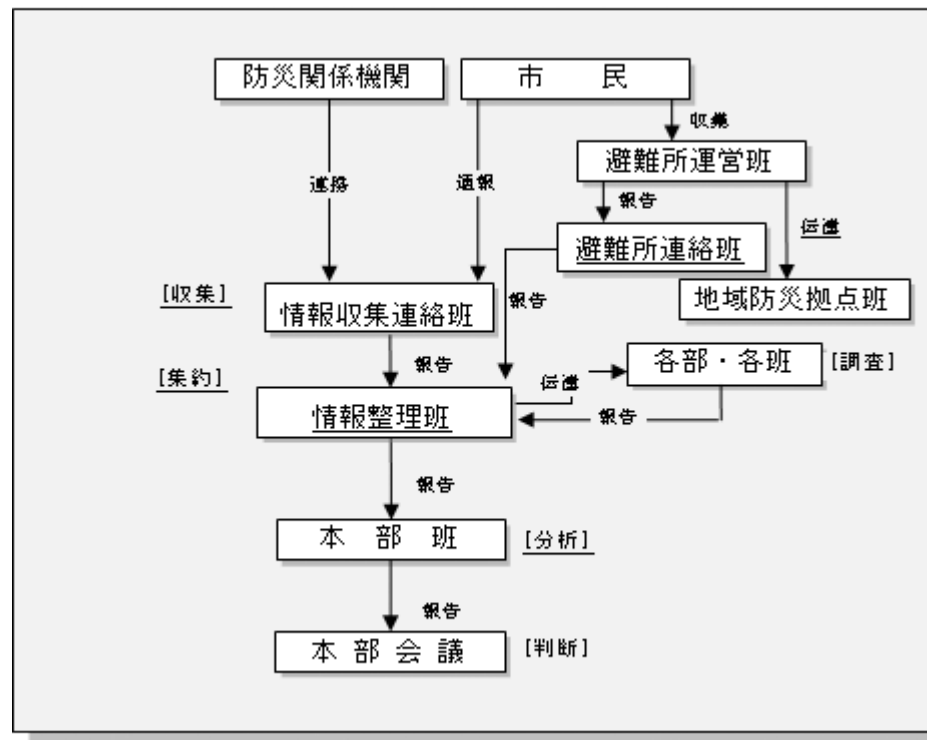 防災関係機関
市 民
収集
避難所運営班
連絡
通報
報告
伝達
避難所連絡班
[収集]
情報収集連絡班
報告
地域防災拠点班
報告
[集約]
伝達
各部・各班
[調査]
情報整理班
報告
報告
本 部 班
[分析]
報告
本 部 会 議
[判断]